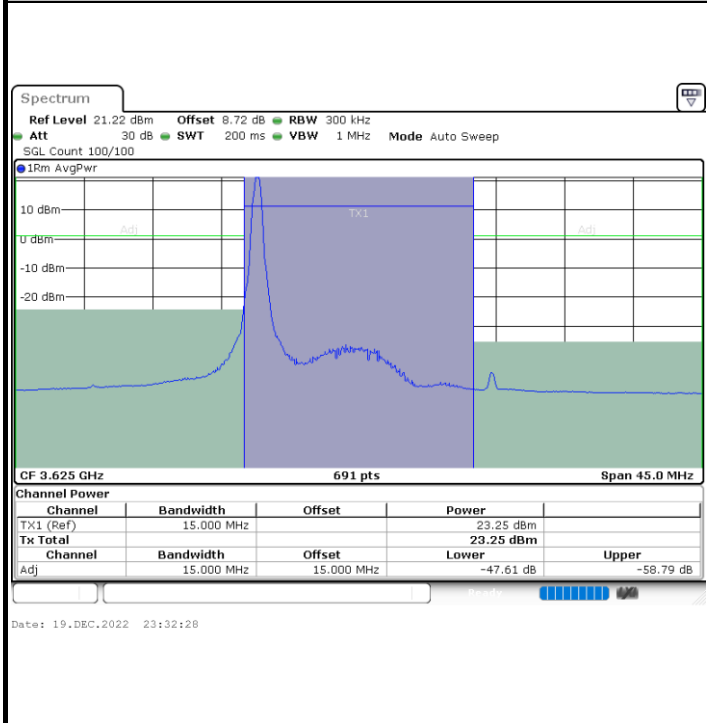 Spectrum
Ref Level 21.22 dBm Offset 8.72 dB RBW 300 kHz
Att 30 dB SWT 200 ms VBW 1 MHz Mode Auto Sweep
SGL Count 100/100
1Rm AvgPwr
10 dBm
TX1
Adj
Adj
0 dBm
-10 dBm
-20 dBm
CF 3.625 GHz 691 pts Span 45.0 MHz
Channel Power
Channel Bandwidth Offset Power
TX1 (Ref) 15.000 MHz 23.25 dBm
Tx Total 23.25 dBm
Channel Bandwidth Offset Lower Upper
Adj 15.000 MHz 15.000 MHz -47.61 dB -58.79 dB
Ready
Date: 19.DEC.2022 23:32:28